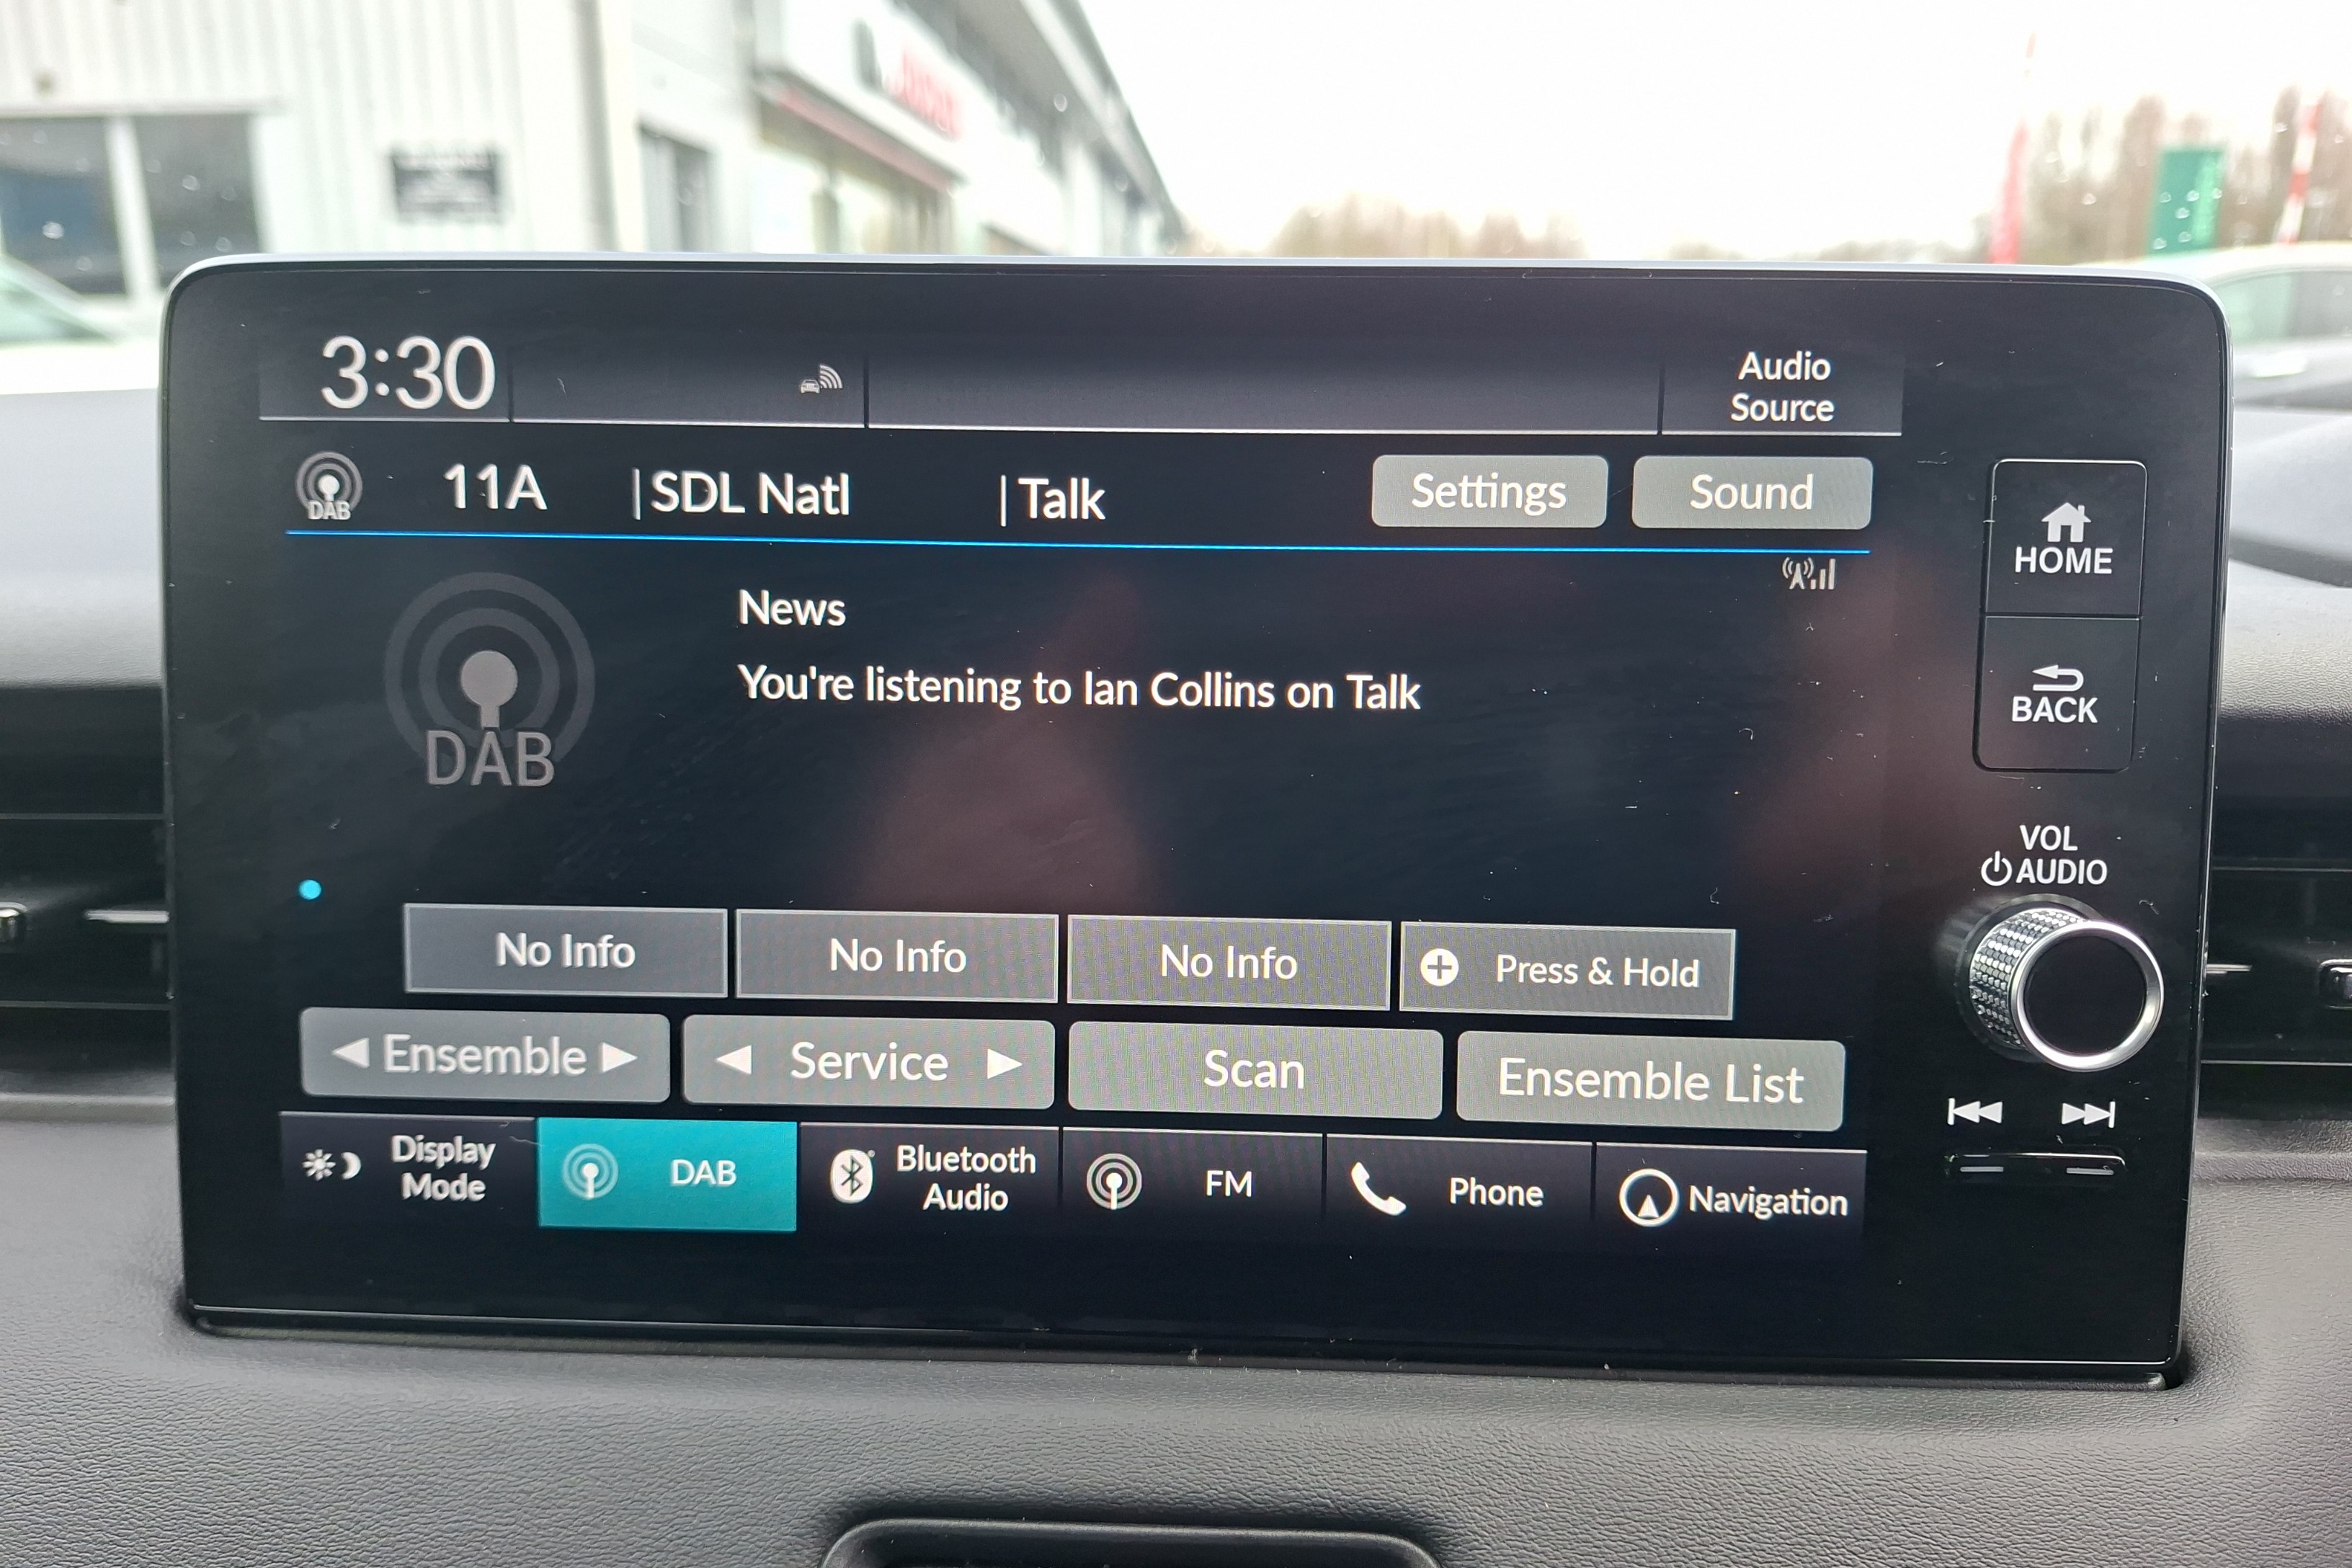 3:30
Audio
Source
DAB
11A
|SDL Natl
|Talk
Settings
Sound
HOME
News
You're listening to Ian Collins on Talk
DAB
BACK
VOL
AUDIO
No Info
No Info
No Info
Press & Hold
Ensemble
Service
Scan
Ensemble List
Display
Mode
DAB
Bluetooth
Audio
FM
Phone
Navigation